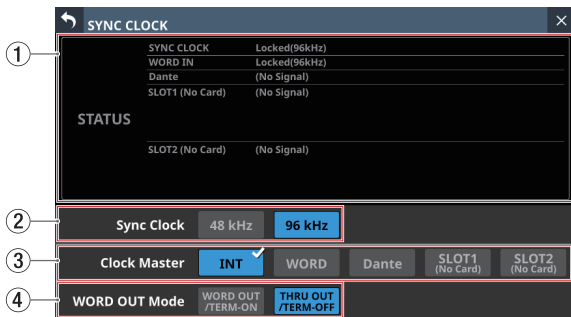 SYNC CLOCK
1
SYNC CLOCK Locked(96kHz)
WORD IN Locked(96kHz)
Dante (No Signal)
SLOT1 (No Card) (No Signal)
STATUS
SLOT2 (No Card) (No Signal)
2 Sync Clock 48 kHz 96 kHz
3 Clock Master INT WORD Dante SLOT1 (No Card) SLOT2 (No Card)
4 WORD OUT Mode WORD OUT /TERM-ON THRU OUT /TERM-OFF